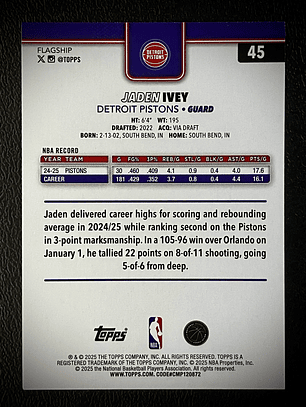 FLAGSHIP
@TOPPS
DETROIT PISTONS
45
JADEN IVEY
DETROIT PISTONS • GUARD
HT: 6'4" WT: 195
DRAFTED: 2022 ACQ: VIA DRAFT
BORN: 2-13-02, SOUTH BEND, IN HOME: SOUTH BEND, IN
NBA RECORD
YEAR TEAM G FG% 3P% REB/G STL/G BLK/G AST/G PTS/G
24-25 PISTONS 30 .460 .409 4.1 0.9 0.4 4.0 17.6
CAREER 181 .429 .352 3.7 0.8 0.4 4.4 16.1
Jaden delivered career highs for scoring and rebounding
average in 2024/25 while ranking second on the Pistons
in 3-point marksmanship. In a 105-96 win over Orlando on
January 1, he tallied 22 points on 8-of-11 shooting, going
5-of-6 from deep.
Topps
NBA
® & © 2025 THE TOPPS COMPANY, INC. ALL RIGHTS RESERVED. TOPPS IS A
REGISTERED TRADEMARK OF THE TOPPS COMPANY, INC. © 2025 NBA Properties, Inc.
© 2025 the National Basketball Players Association. All rights reserved.
WWW.TOPPS.COM, CODE#CMP120872